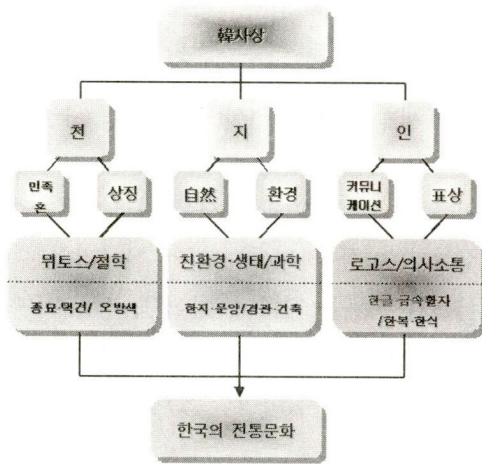 韓사상
천
지
인
민족
혼
상징
自然
환경
커뮤니
케이션
표상
뮈토스/철학
친환경·생태/과학
로고스/의사소통
종묘·택견/ 오방색
한지·문양/경관·건축
한글·금속활자
/한복·한식
한국의 전통문화